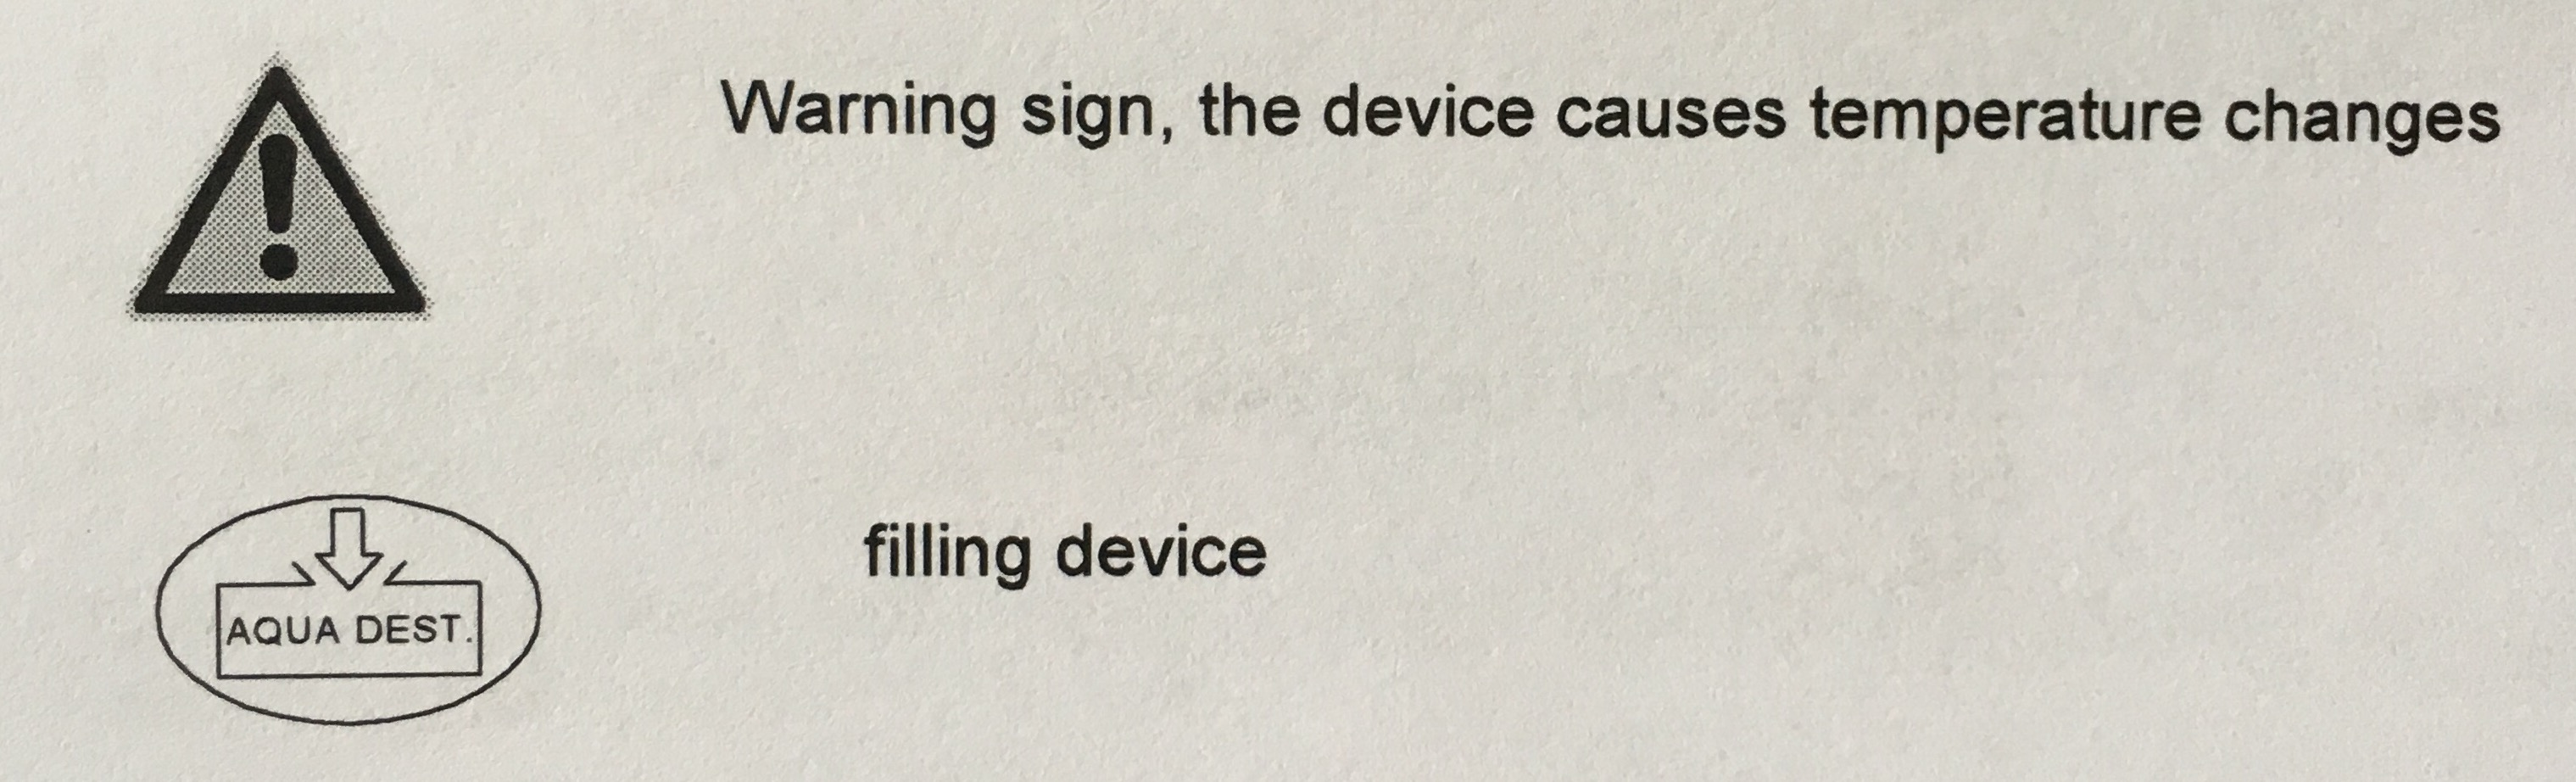 Warning sign, the device causes temperature changes
filling device
AQUA DEST.